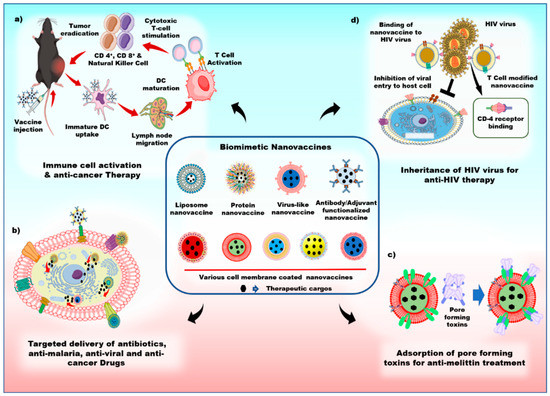 a)
Tumor
eradication
Cytotoxic
T-cell
stimulation
CD 4⁺, CD 8⁺ &
Natural Killer Cell
T Cell
Activation
DC
maturation
Vaccine
injection
Immature DC
uptake
Lymph node
migration
Immune cell activation
& anti-cancer Therapy
d)
Binding of
nanovaccine to
HIV virus
HIV virus
Inhibition of viral
entry to host cell
T Cell modified
nanovaccine
CD-4 receptor
binding
Inheritance of HIV virus for
anti-HIV therapy
Biomimetic Nanovaccines
Liposome
nanovaccine
Protein
nanovaccine
Virus-like
nanovaccine
Antibody/Adjuvant
functionalized
nanovaccine
Various cell membrane coated nanovaccines
Therapeutic cargos
b)
Targeted delivery of antibiotics,
anti-malaria, anti-viral and anti-
cancer Drugs
c)
Pore
forming
toxins
Adsorption of pore forming
toxins for anti-melittin treatment